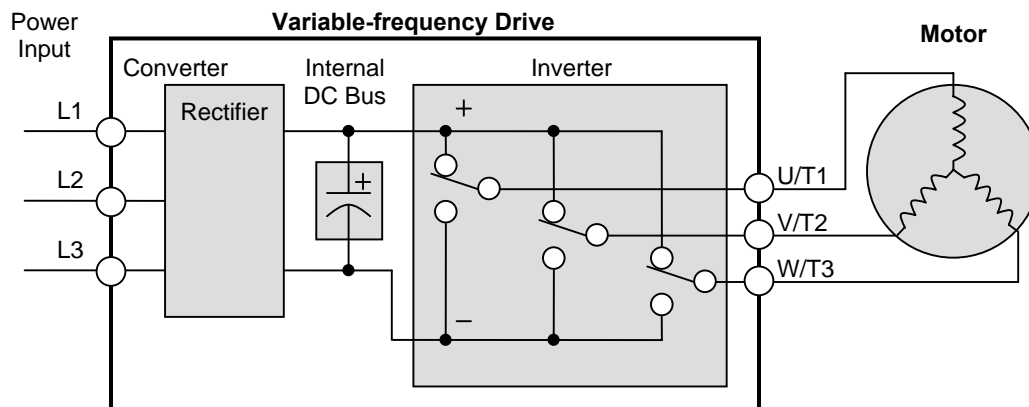 Power
Input
Variable-frequency Drive
Motor
Converter
Internal
DC Bus
Inverter
Rectifier
L1
L2
L3
+
+
–
U/T1
V/T2
W/T3